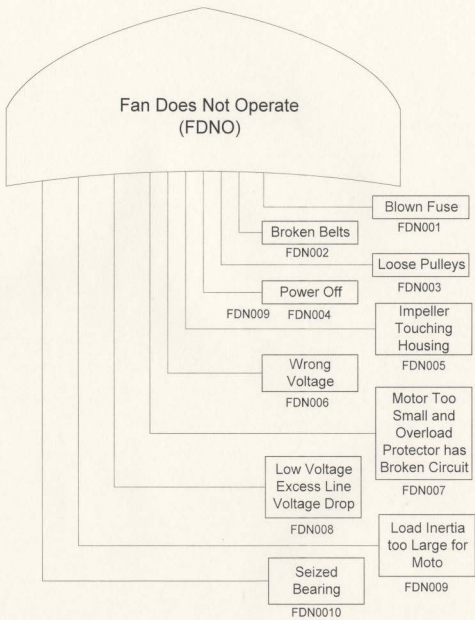 Fan Does Not Operate
(FDNO)
Blown Fuse
FDN001
Broken Belts
FDN002
Loose Pulleys
FDN003
Power Off
FDN009 FDN004
Impeller
Touching
Housing
FDN005
Wrong
Voltage
FDN006
Motor Too
Small and
Overload
Protector has
Broken Circuit
FDN007
Low Voltage
Excess Line
Voltage Drop
FDN008
Load Inertia
too Large for
Moto
FDN009
Seized
Bearing
FDN0010